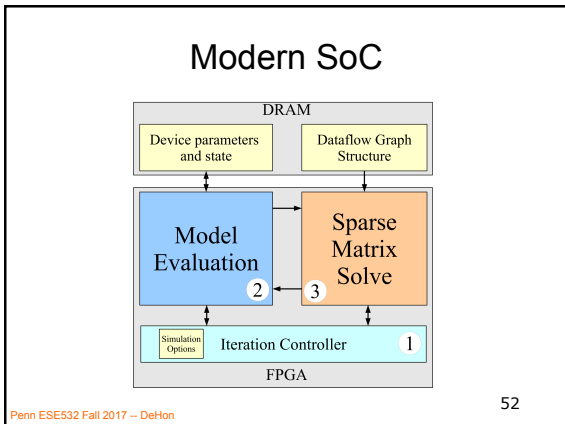 Modern SoC
DRAM
Device parameters
and state
Dataflow Graph
Structure
Model
Evaluation
2
3
Sparse
Matrix
Solve
Simulation
Options
Iteration Controller
1
FPGA
Penn ESE532 Fall 2017 -- DeHon
52